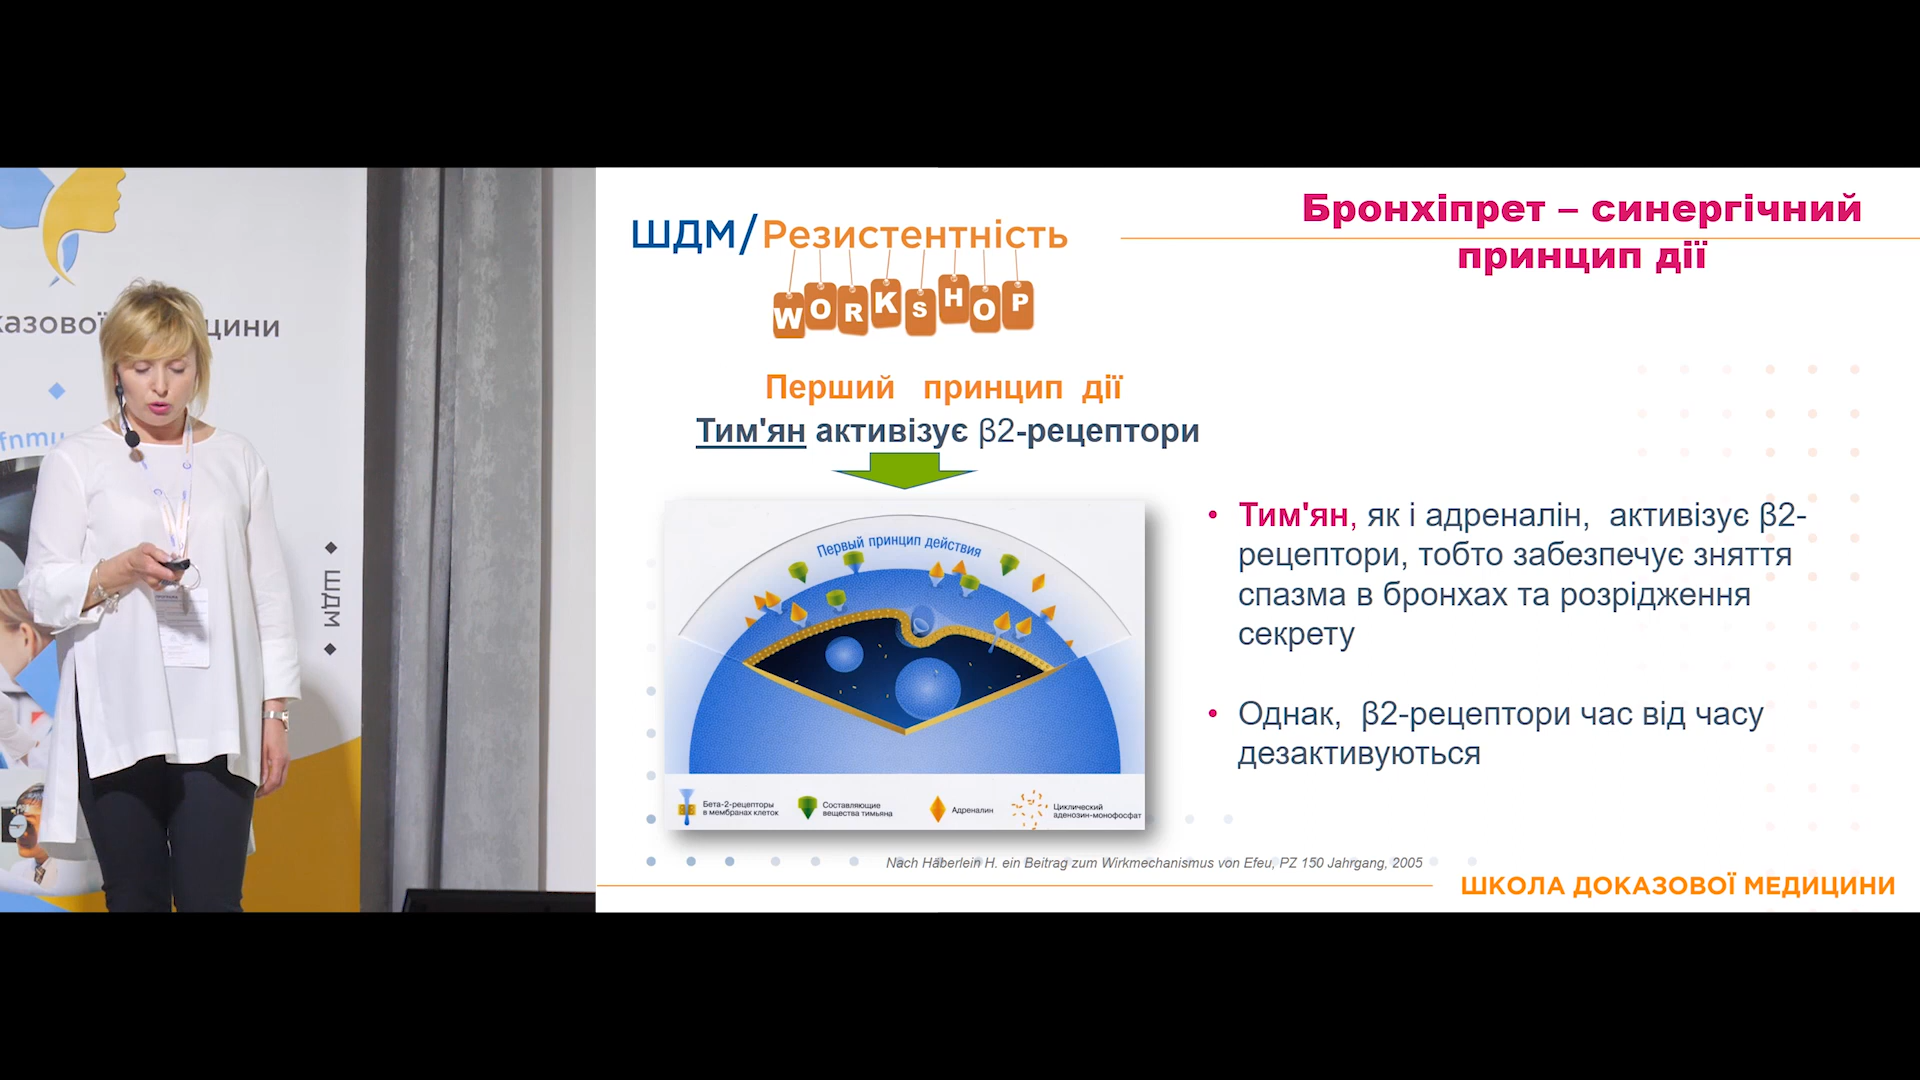 казової
цини
fnmu
ШДМ
ШДМ/Резистентність
WORKSHOP
Бронхіпрет – синергічний
принцип дії
Перший принцип дії
Тим'ян активізує β2-рецептори
Первый принцип действия
Бета-2-рецепторы
в мембранах клеток
Составляющие
вещества тимьяна
Адреналин
Циклический
аденозин-монофосфат
• Тим'ян, як і адреналін, активізує β2-
рецептори, тобто забезпечує зняття
спазма в бронхах та розрідження
секрету
• Однак, β2-рецептори час від часу
дезактивуються
Nach Häberlein H. ein Beitrag zum Wirkmechanismus von Efeu, PZ 150 Jahrgang, 2005
ШКОЛА ДОКАЗОВОЇ МЕДИЦИНИ